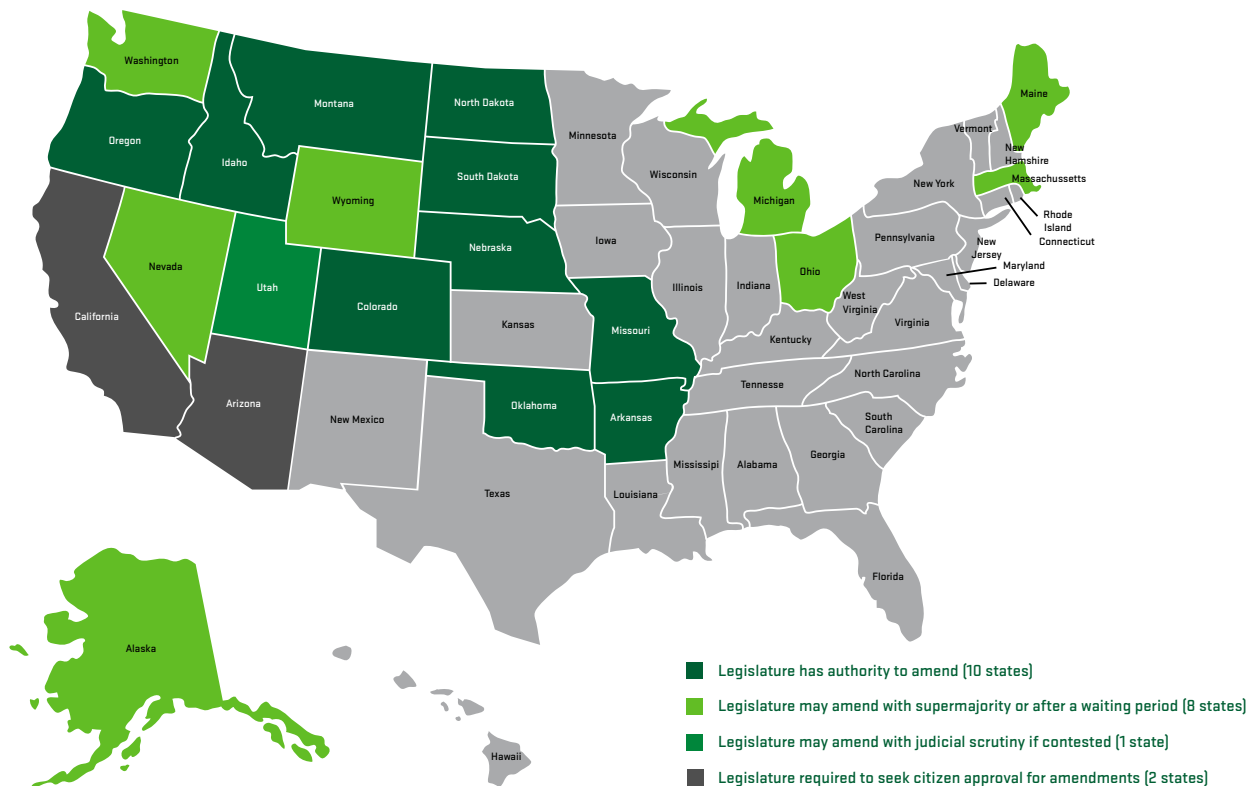 Washington
Maine
Montana
North Dakota
Minnesota
Vermont
Oregon
Idaho
New
Hamshire
South Dakota
Wisconsin
Massachussetts
New York
Wyoming
Michigan
Rhode
Island
Connecticut
Nebraska
Iowa
Pennsylvania
New
Jersey
Maryland
Delaware
Nevada
Ohio
Utah
Illinois
Indiana
West
Virginia
Colorado
California
Kansas
Missouri
Virginia
Kentucky
North Carolina
Tennesse
Arizona
Oklahoma
Arkansas
New Mexico
South
Carolina
Georgia
Mississipi
Alabama
Texas
Louisiana
Florida
Alaska
Hawaii
Legislature has authority to amend (10 states)
Legislature may amend with supermajority or after a waiting period (8 states)
Legislature may amend with judicial scrutiny if contested (1 state)
Legislature required to seek citizen approval for amendments (2 states)